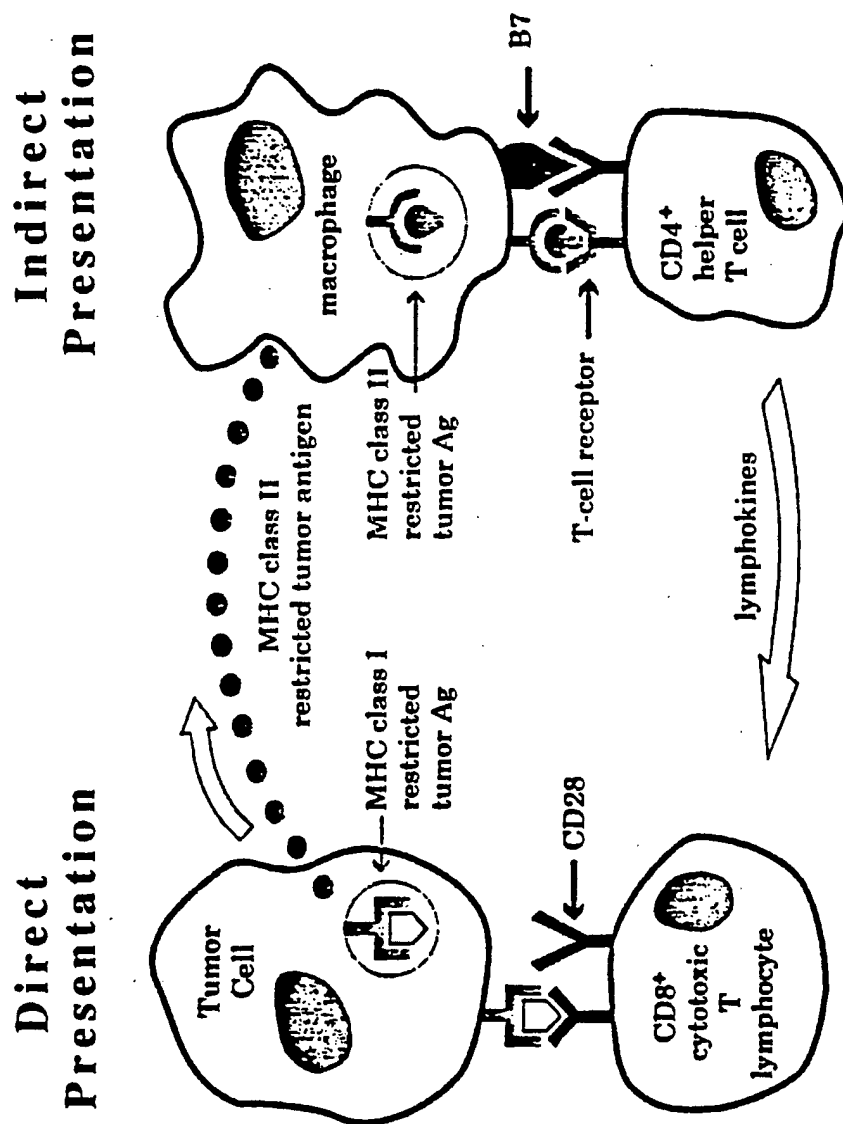 Direct
Presentation
Indirect
Presentation
Tumor
Cell
MHC class II
restricted tumor antigen
macrophage
MHC class I
restricted
tumor Ag
MHC class II
restricted
tumor Ag
CD28
T-cell receptor
B7
CD8+
cytotoxic
T
lymphocyte
lymphokines
CD4+
helper
T cell